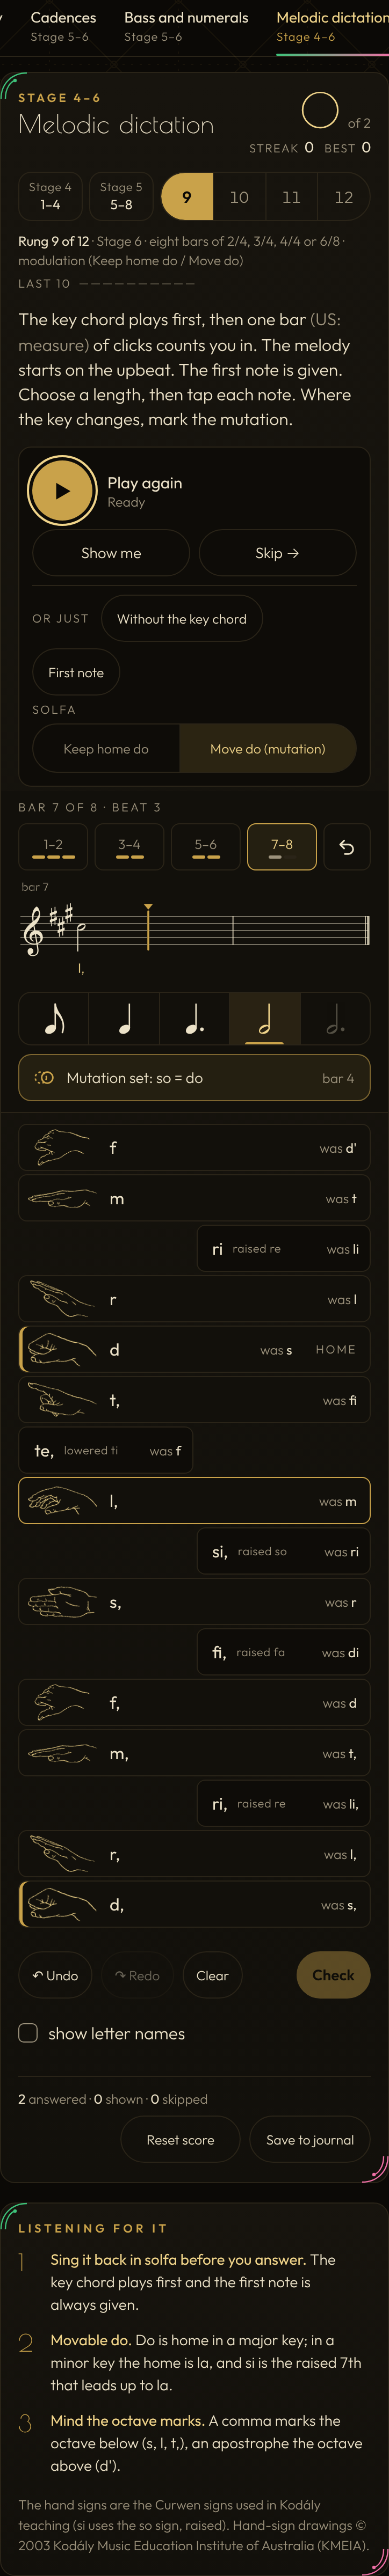 y
Cadences
Bass and numerals
Melodic dictation
Stage 5–6
Stage 5–6
Stage 4–6
STAGE 4–6
Melodic dictation
of 2
STREAK 0 BEST 0
Stage 4
1–4
Stage 5
5–8
9
10
11
12
Rung 9 of 12 · Stage 6 · eight bars of 2/4, 3/4, 4/4 or 6/8 ·
modulation (Keep home do / Move do)
LAST 10 — — — — — — — — — —
The key chord plays first, then one bar (US:
measure) of clicks counts you in. The melody
starts on the upbeat. The first note is given.
Choose a length, then tap each note. Where
the key changes, mark the mutation.
Play again
Ready
Show me
Skip →
OR JUST
Without the key chord
First note
SOLFA
Keep home do
Move do (mutation)
BAR 7 OF 8 · BEAT 3
1–2
3–4
5–6
7–8
bar 7
l,
Mutation set: so = do
bar 4
f
was d'
m
was t
ri raised re was li
r
was l
d
was s HOME
t,
was fi
te, lowered ti was f
l,
was m
si, raised so was ri
s,
was r
fi, raised fa was di
f,
was d
m,
was t,
ri, raised re was li,
r,
was l,
d,
was s,
↶ Undo
↷ Redo
Clear
Check
show letter names
2 answered · 0 shown · 0 skipped
Reset score
Save to journal
LISTENING FOR IT
1 Sing it back in solfa before you answer. The
key chord plays first and the first note is
always given.
2 Movable do. Do is home in a major key; in a
minor key the home is la, and si is the raised 7th
that leads up to la.
3 Mind the octave marks. A comma marks the
octave below (s, l, t,), an apostrophe the octave
above (d').
The hand signs are the Curwen signs used in Kodály
teaching (si uses the so sign, raised). Hand-sign drawings ©
2003 Kodály Music Education Institute of Australia (KMEIA).